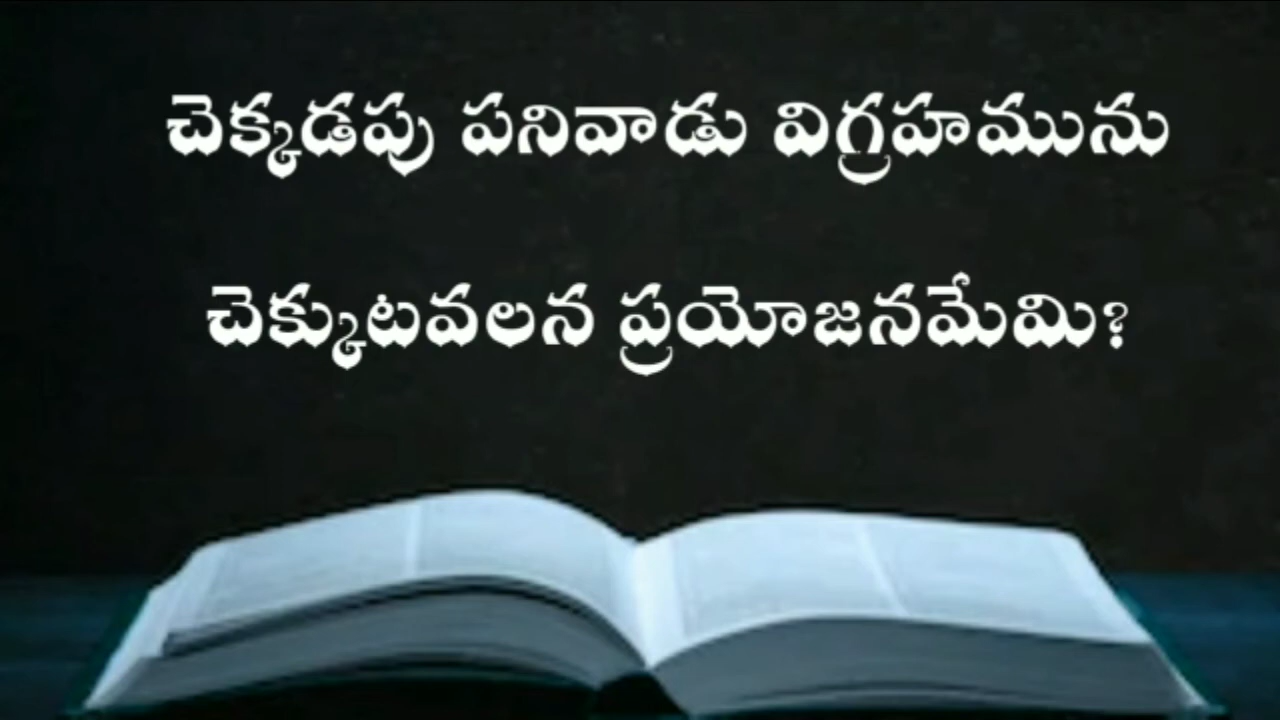 చెక్కడపు పనివాడు విగ్రహమును
చెక్కుటవలన ప్రయోజనమేమి?